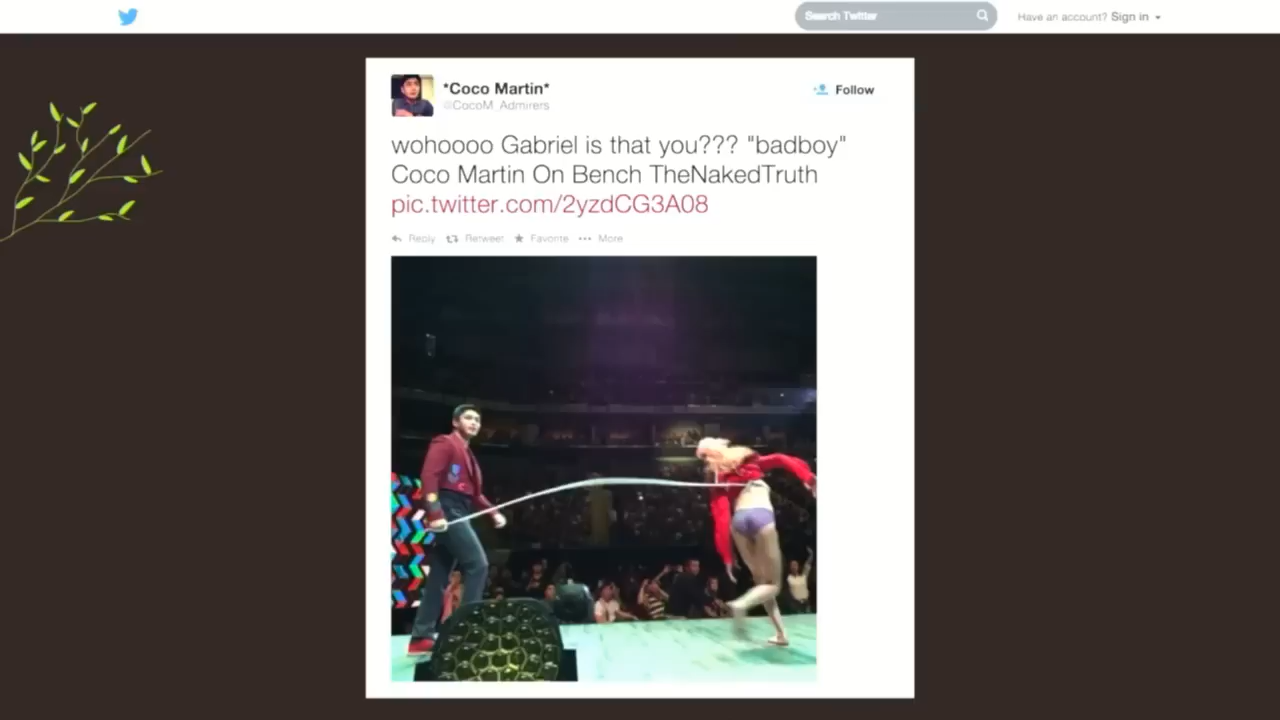 Search Twitter
Have an account? Sign in
*Coco Martin*
@CocoM_Admirers
Follow
wohoooo Gabriel is that you??? "badboy"
Coco Martin On Bench TheNakedTruth
pic.twitter.com/2yzdCG3A08
Reply Retweet Favorite More